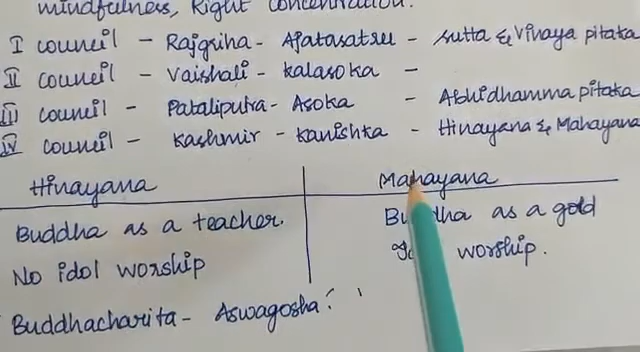 mindfulness, Right concentration.
I council - Rajgriha - Ajatasatru - sutta & Vinaya pitaka
II council - Vaishali - Kalasoka -
III council - Pataliputra - Asoka - Abhidhamma pitaka
IV council - Kashmir - Kanishka - Hinayana & Mahayana
Hinayana Mahayana
Buddha as a teacher. Buddha as a gold
No idol worship worship.
Buddhacharita - Aswagosha.